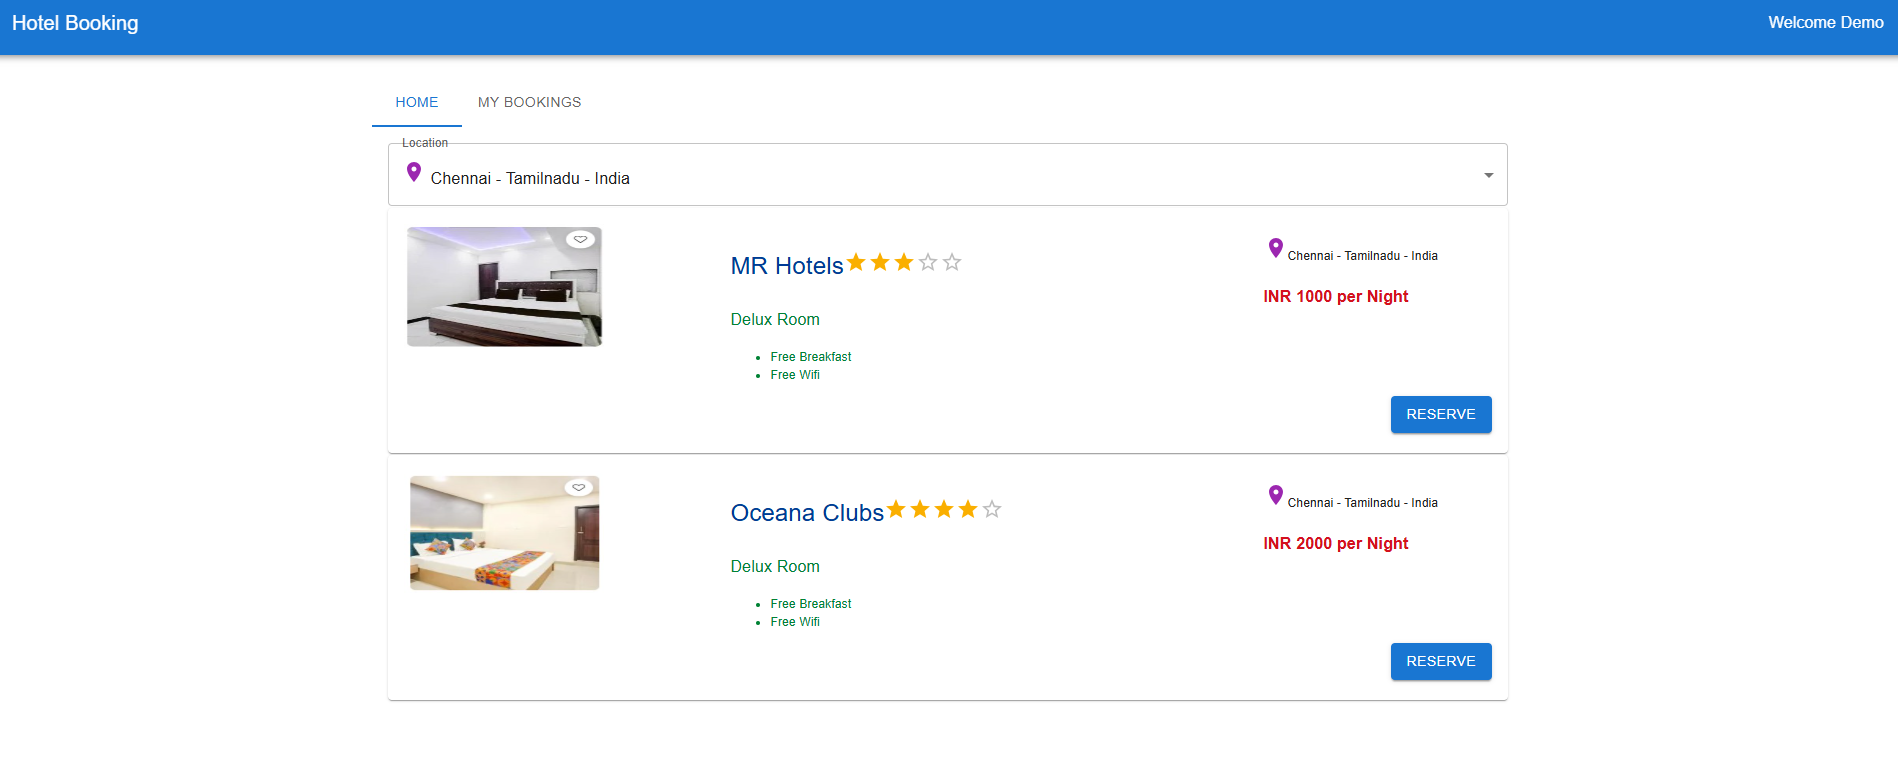 Hotel Booking
Welcome Demo
HOME
MY BOOKINGS
Location
Chennai - Tamilnadu - India
MR Hotels
Chennai - Tamilnadu - India
INR 1000 per Night
Delux Room
Free Breakfast
Free Wifi
RESERVE
Oceana Clubs
Chennai - Tamilnadu - India
INR 2000 per Night
Delux Room
Free Breakfast
Free Wifi
RESERVE